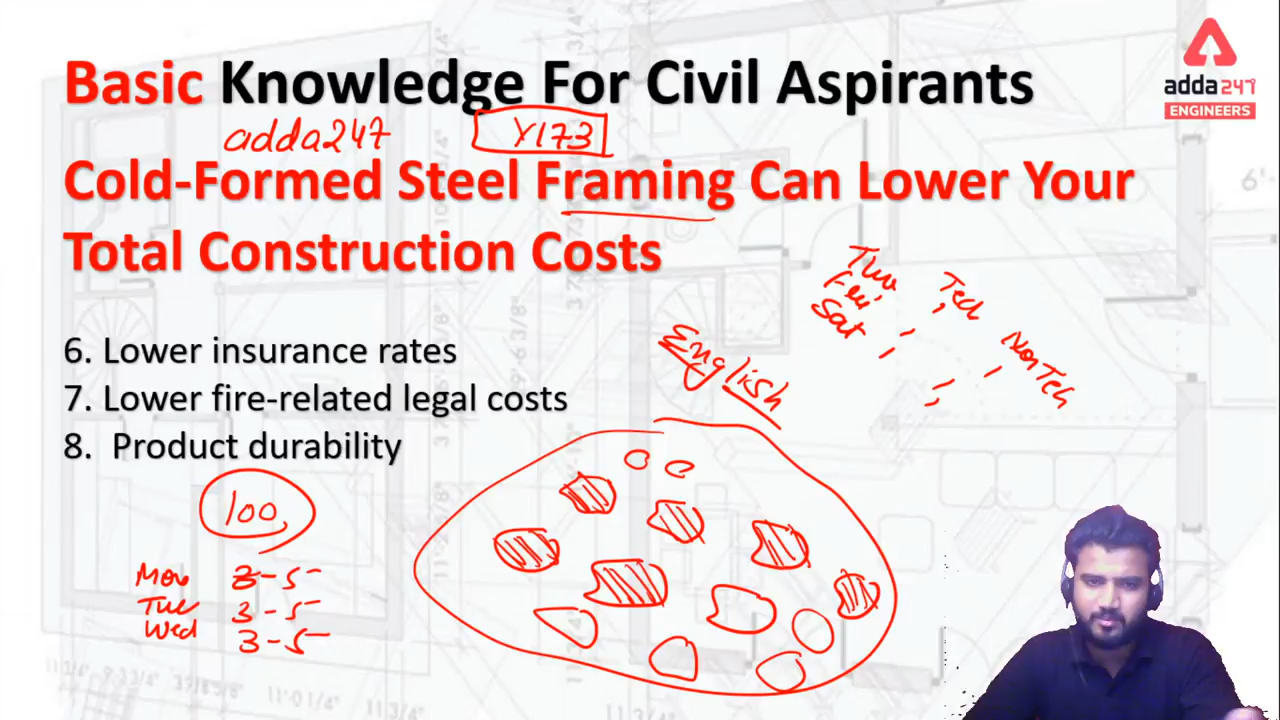 Basic Knowledge For Civil Aspirants
adda247
ENGINEERS
adda247 Y173
Cold-Formed Steel Framing Can Lower Your
Total Construction Costs
Thu Tech
Fri
Sat
Non Tech
English
6. Lower insurance rates
7. Lower fire-related legal costs
8. Product durability
100
Mon 3-5
Tue 3-5
Wed 3-5